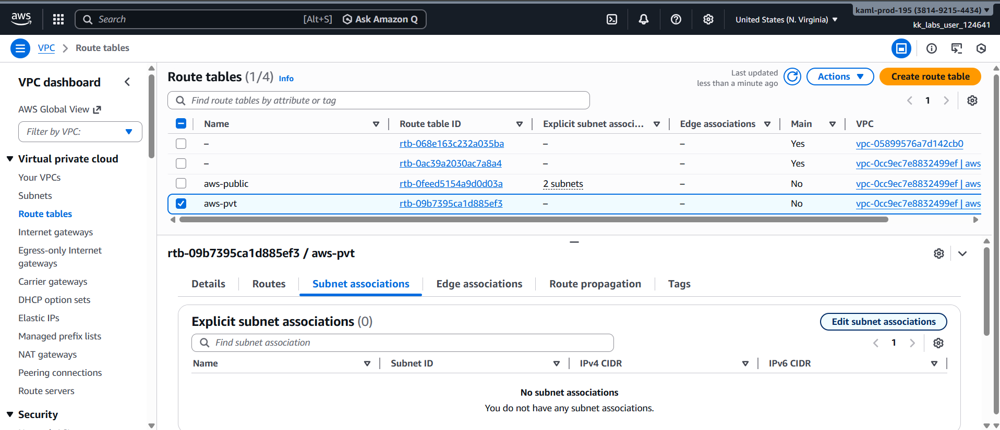 kaml-prod-195 (3814-9215-4434) ▼
aws Search [Alt+S] Ask Amazon Q United States (N. Virginia) ▼
kk_labs_user_124641
VPC > Route tables
VPC dashboard
AWS Global View
Filter by VPC:
Virtual private cloud
Your VPCs
Subnets
Route tables
Internet gateways
Egress-only Internet
gateways
Carrier gateways
DHCP option sets
Elastic IPs
Managed prefix lists
NAT gateways
Peering connections
Route servers
Security
Route tables (1/4) Info
Last updated
less than a minute ago
Actions
Create route table
Find route tables by attribute or tag
1
Name Route table ID Explicit subnet associ... Edge associations Main VPC
– rtb-068e163c232a035ba – – Yes vpc-05899576a7d142cb0
– rtb-0ac39a2030ac7a8a4 – – Yes vpc-0cc9ec7e8832499ef | aws
aws-public rtb-0feed5154a9d0d03a 2 subnets – No vpc-0cc9ec7e8832499ef | aws
aws-pvt rtb-09b7395ca1d885ef3 – – No vpc-0cc9ec7e8832499ef | aws
rtb-09b7395ca1d885ef3 / aws-pvt
Details Routes Subnet associations Edge associations Route propagation Tags
Explicit subnet associations (0)
Edit subnet associations
Find subnet association
1
Name Subnet ID IPv4 CIDR IPv6 CIDR
No subnet associations
You do not have any subnet associations.